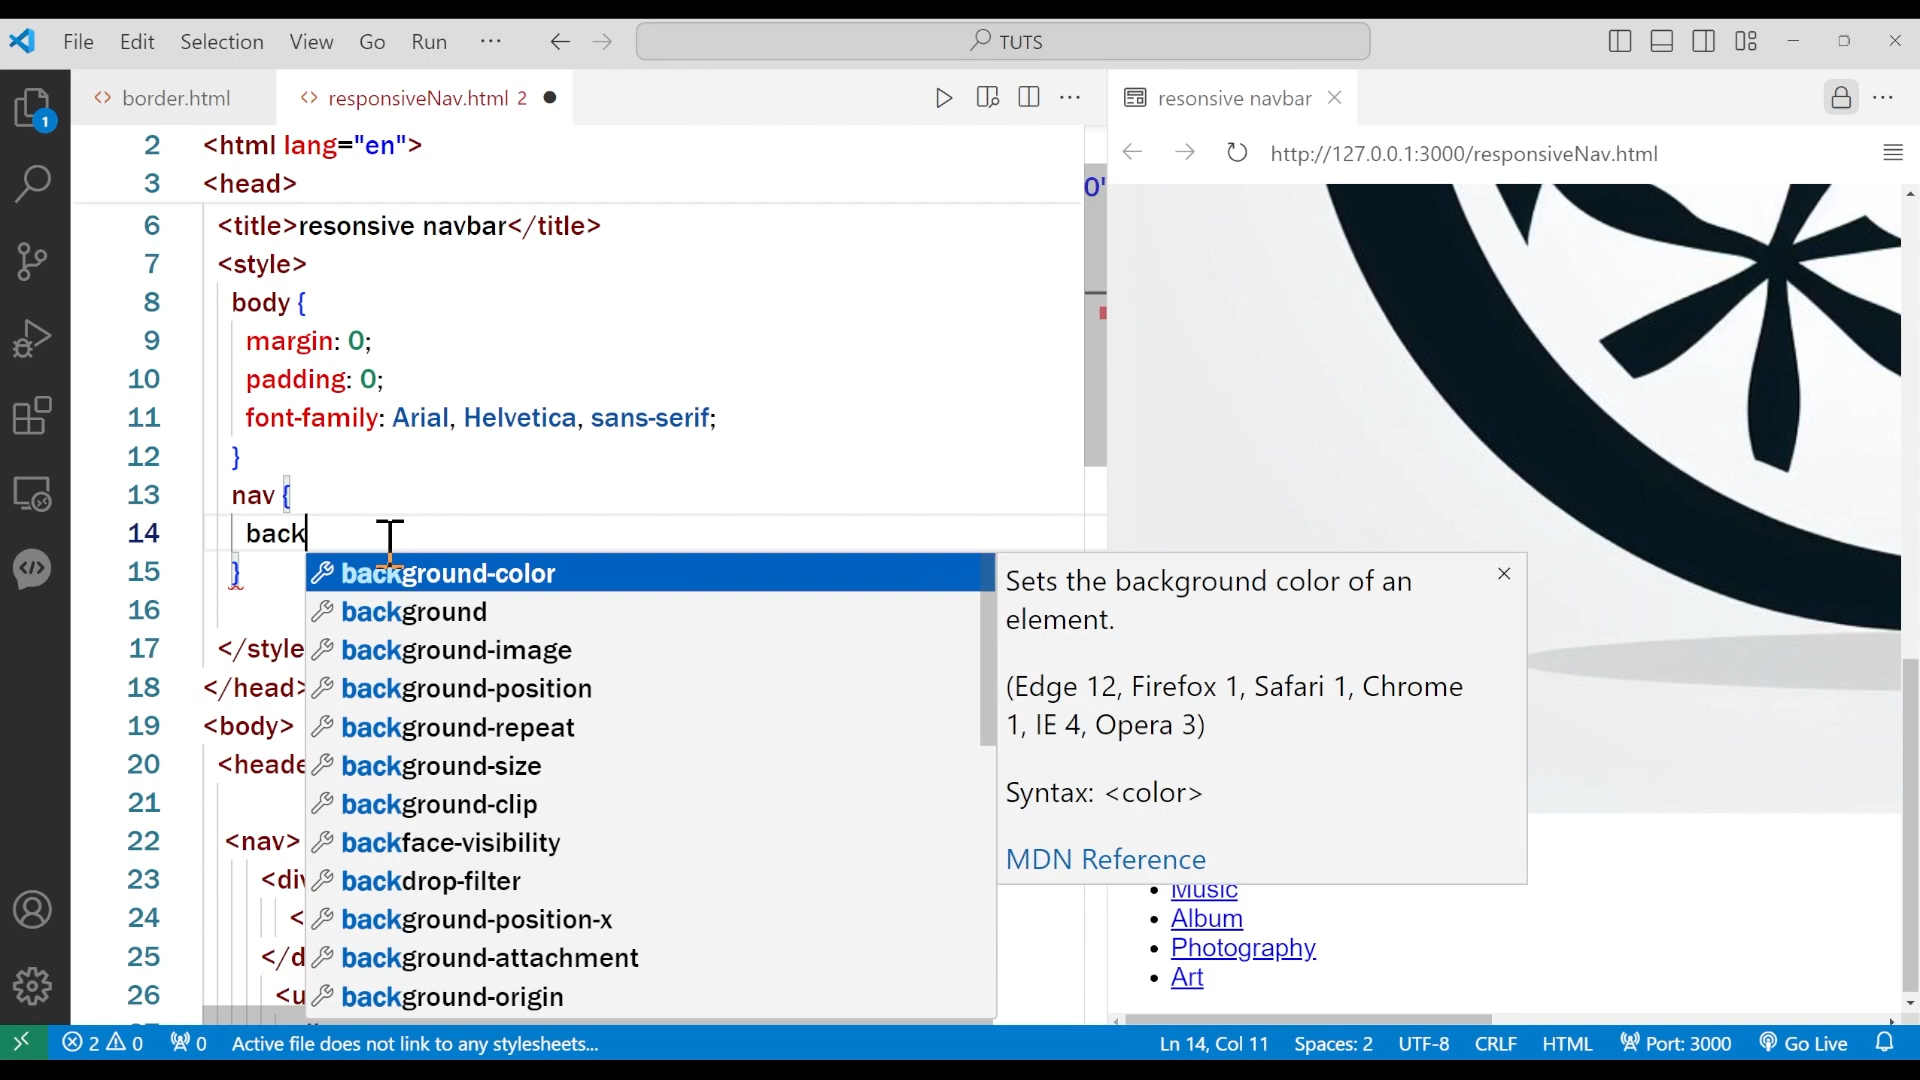 File Edit Selection View Go Run ··· TUTS
border.html responsiveNav.html 2 resonsive navbar
http://127.0.0.1:3000/responsiveNav.html
2 <html lang="en">
3 <head>
0"
6 <title>resonsive navbar</title>
7 <style>
8 body {
9 margin: 0;
10 padding: 0;
11 font-family: Arial, Helvetica, sans-serif;
12 }
13 nav {
14 back
15 }
16
17 </style
18 </head>
19 <body>
20 <heade
21
22 <nav>
23 <div
24 <
25 </d
26 <u
background-color
background
background-image
background-position
background-repeat
background-size
background-clip
backface-visibility
backdrop-filter
background-position-x
background-attachment
background-origin
Sets the background color of an
element.
(Edge 12, Firefox 1, Safari 1, Chrome
1, IE 4, Opera 3)
Syntax: <color>
MDN Reference
Music
Album
Photography
Art
1
2 0 0 Active file does not link to any stylesheets... Ln 14, Col 11 Spaces: 2 UTF-8 CRLF HTML Port: 3000 Go Live